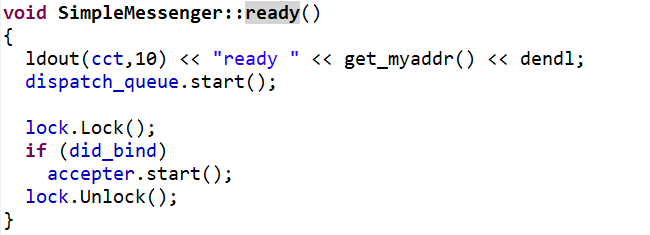 void SimpleMessenger::ready()
{
  ldout(cct,10) << "ready " << get_myaddr() << dendl;
  dispatch_queue.start();

  lock.Lock();
  if (did_bind)
    accepter.start();
  lock.Unlock();
}